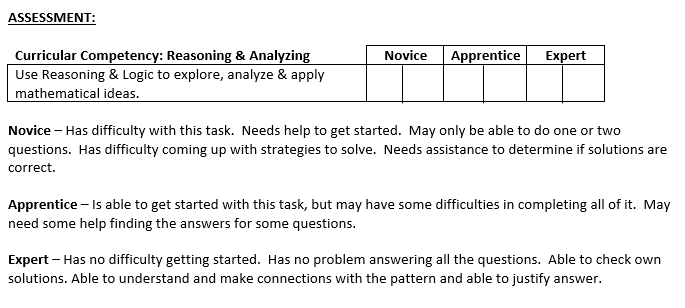 ASSESSMENT:
Curricular Competency: Reasoning & Analyzing Novice Apprentice Expert
Use Reasoning & Logic to explore, analyze & apply
mathematical ideas.
Novice – Has difficulty with this task.  Needs help to get started.  May only be able to do one or two
questions.  Has difficulty coming up with strategies to solve.  Needs assistance to determine if solutions are
correct.
Apprentice – Is able to get started with this task, but may have some difficulties in completing all of it.  May
need some help finding the answers for some questions.
Expert – Has no difficulty getting started.  Has no problem answering all the questions.  Able to check own
solutions. Able to understand and make connections with the pattern and able to justify answer.